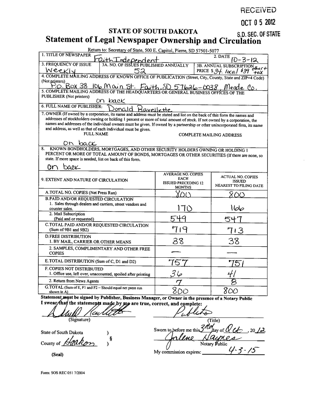 RECEIVED
OCT 05 2012
S.D. SEC. OF STATE
STATE OF SOUTH DAKOTA
Statement of Legal Newspaper Ownership and Circulation
Return to: Secretary of State, 500 E. Capitol, Pierre, SD 57501-5077
1. TITLE OF NEWSPAPER Faith Independent 2. DATE 10-3-12
3. FREQUENCY OF ISSUE Weekly
3A. NO. OF ISSUES PUBLISHED ANNUALLY 52
3B. ANNUAL SUBSCRIPTION PRICE $34 local $39
4. COMPLETE MAILING ADDRESS OF KNOWN OFFICE OF PUBLICATION (Street, City, County, State and ZIP+4 Code)
(Not printers)
P.O. Box 38 106 Main St. Faith, SD 57626-0038 Meade Co.
5. COMPLETE MAILING ADDRESS OF THE HEADQUARTERS OR GENERAL BUSINESS OFFICES OF THE
PUBLISHER (Not printers)
on back
6. FULL NAME OF PUBLISHER Donald Ravellette
7. OWNER (If owned by a corporation, its name and address must be stated and list on the back of this form the names and
addresses of stockholders owning or holding 1 percent or more of total amount of stock. If not owned by a corporation, the
names and addresses of the individual owners must be given. If owned by a partnership or other unincorporated firm, its name
and address, as well as that of each individual must be given.
FULL NAME COMPLETE MAILING ADDRESS
on back
8. KNOWN BONDHOLDERS, MORTGAGES, AND OTHER SECURITY HOLDERS OWNING OR HOLDING 1
PERCENT OR MORE OF TOTAL AMOUNT OF BONDS, MORTGAGES OR OTHER SECURITIES (If there are none, so
state. If more space is needed, list on back of this form.
on back
9. EXTENT AND NATURE OF CIRCULATION
AVERAGE NO. COPIES EACH ISSUED PRECEDING 12 MONTHS
ACTUAL NO. COPIES ISSUED NEAREST TO FILING DATE
A. TOTAL NO. COPIES (Net Press Run) 800 800
B. PAID AND/OR REQUESTED CIRCULATION
1. Sales through dealers and carriers, street vendors and
counter sales. 170 166
2. Mail Subscription
(Paid and or requested) 549 547
C. TOTAL PAID AND/OR REQUESTED CIRCULATION
(Sum of 9B1 and 9B2) 719 713
D. FREE DISTRIBUTION
1. BY MAIL, CARRIER OR OTHER MEANS 38 38
2. SAMPLES, COMPLIMENTARY AND OTHER FREE
COPIES
E. TOTAL DISTRIBUTION (Sum of C, D1 and D2) 757 751
F. COPIES NOT DISTRIBUTED
1. Office use, left over, unaccounted, spoiled after printing 36 41
2. Return from News Agents 7 8
G. TOTAL (Sum of E, F1 and F2 – Should equal net press run
shown in A) 800 800
Statement must be signed by Publisher, Business Manager, or Owner in the presence of a Notary Public
I swear that the statements made by me are true, correct, and complete:
Publisher
(Signature) (Title)
State of South Dakota )
Sworn to before me this 3rd day of Oct. 20 12
County of Haakon )
Notary Public
(Seal) My commission expires: 4-3-15
Form: SOS REC 051 7/2004